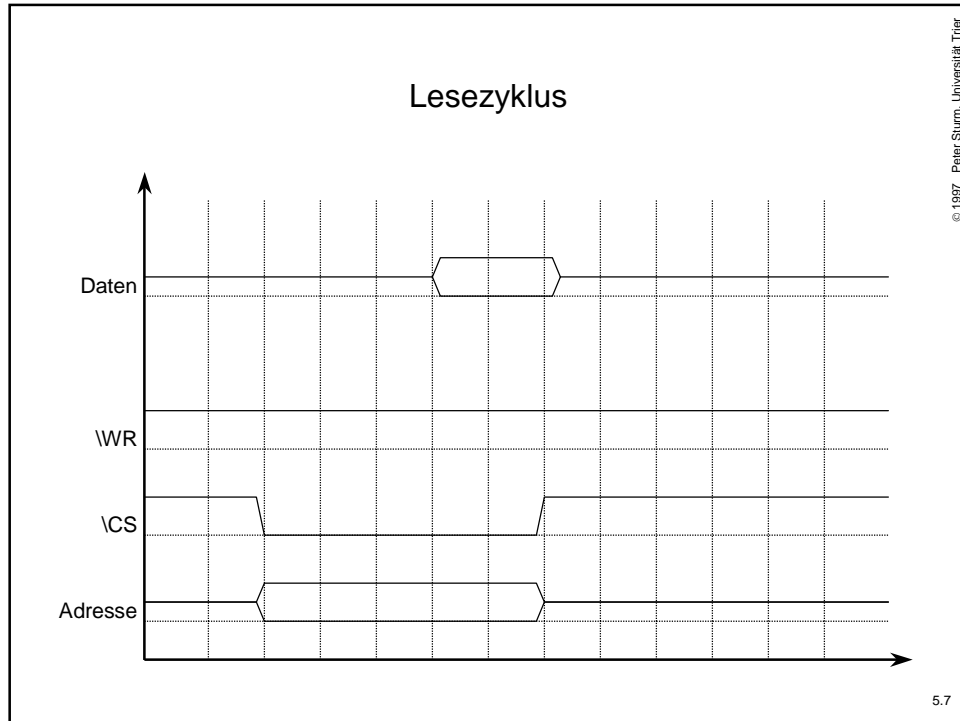 Lesezyklus
Daten
\WR
\CS
Adresse
© 1997 Peter Sturm, Universität Trier
5.7